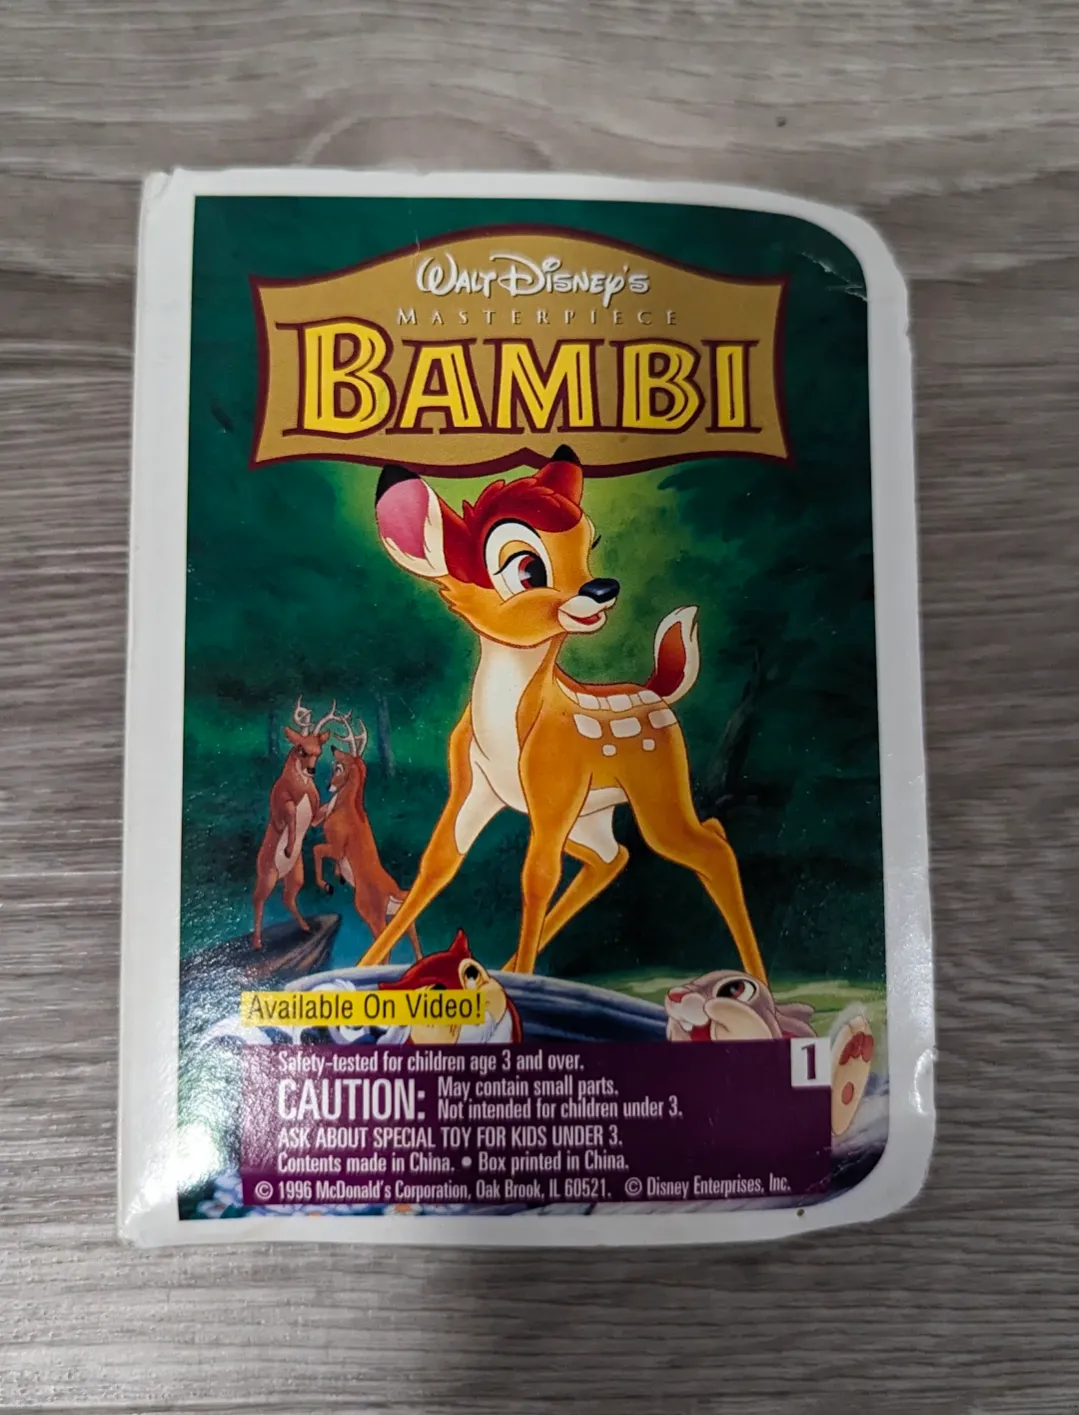 Walt Disney's
MASTERPIECE
BAMBI
Available On Video!
1
Safety-tested for children age 3 and over.
CAUTION: May contain small parts.
Not intended for children under 3.
ASK ABOUT SPECIAL TOY FOR KIDS UNDER 3.
Contents made in China. • Box printed in China.
© 1996 McDonald's Corporation, Oak Brook, IL 60521. © Disney Enterprises, Inc.